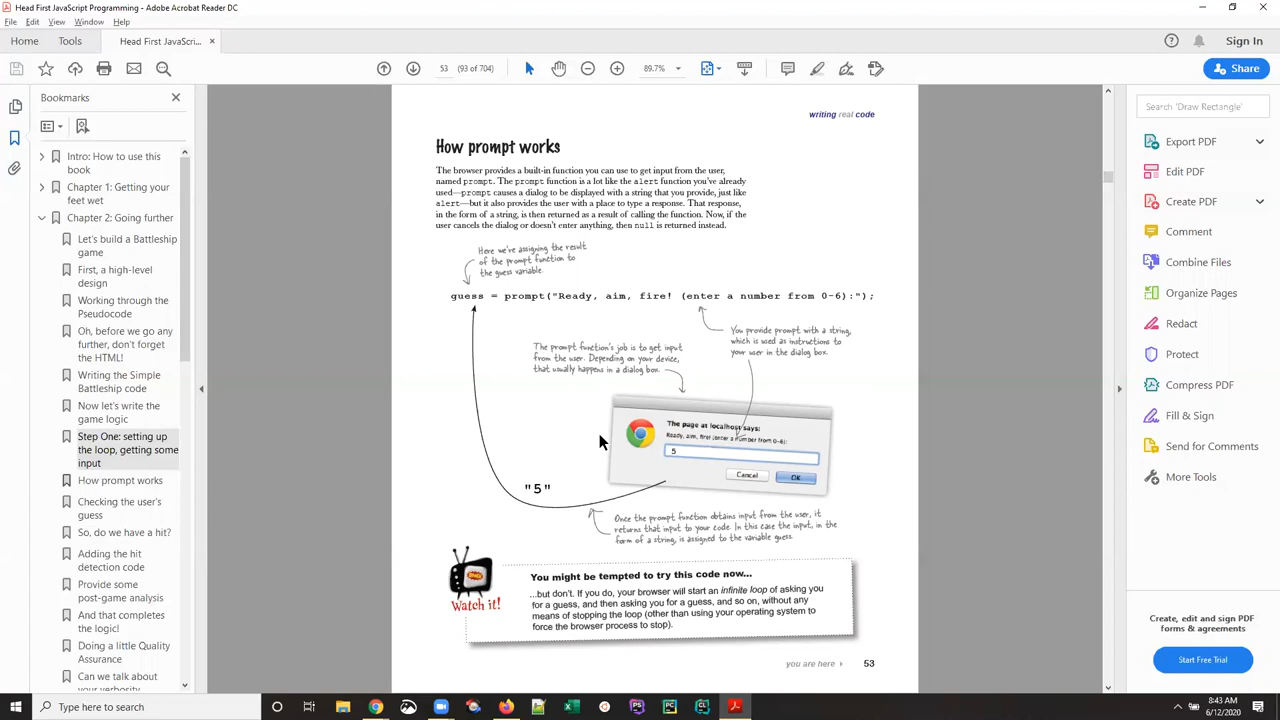 Head First JavaScript Programming - Adobe Acrobat Reader DC
File Edit View Window Help
Home Tools Head First JavaScri... × Sign In
53 (93 of 704) 89.7% Share
Bookmarks ×
Intro: How to use this
book
Chapter 1: Getting your
feet wet
Chapter 2: Going further
Let's build a Battleship
game
First, a high-level
design
Working through the
Pseudocode
Oh, before we go any
further, don't forget
the HTML!
Writing the Simple
Battleship code
Now let's write the
game logic
Step One: setting up
the loop, getting some
input
How prompt works
Checking the user's
guess
So, do we have a hit?
Adding the hit
detection code
Provide some
post-game analysis
And that completes
the logic!
Doing a little Quality
Assurance
Can we talk about
your verbosity
writing real code
How prompt works
The browser provides a built-in function you can use to get input from the user,
named prompt. The prompt function is a lot like the alert function you've already
used—prompt causes a dialog to be displayed with a string that you provide, just like
alert—but it also provides the user with a place to type a response. That response,
in the form of a string, is then returned as a result of calling the function. Now, if the
user cancels the dialog or doesn't enter anything, then null is returned instead.
Here we're assigning the result
of the prompt function to
the guess variable.
guess = prompt("Ready, aim, fire! (enter a number from 0-6):");
You provide prompt with a string,
which is used as instructions to
your user in the dialog box.
The prompt function's job is to get input
from the user. Depending on your device,
that usually happens in a dialog box.
The page at localhost says:
Ready, aim, fire! (enter a number from 0-6):
5
Cancel OK
"5"
Once the prompt function obtains input from the user, it
returns that input to your code. In this case the input, in the
form of a string, is assigned to the variable guess.
Watch it!
You might be tempted to try this code now...
...but don't. If you do, your browser will start an infinite loop of asking you
for a guess, and then asking you for a guess, and so on, without any
means of stopping the loop (other than using your operating system to
force the browser process to stop).
you are here 53
Search 'Draw Rectangle'
Export PDF
Edit PDF
Create PDF
Comment
Combine Files
Organize Pages
Redact
Protect
Compress PDF
Fill & Sign
Send for Comments
More Tools
Create, edit and sign PDF
forms & agreements
Start Free Trial
Type here to search
PS PC CL
8:43 AM
6/12/2020